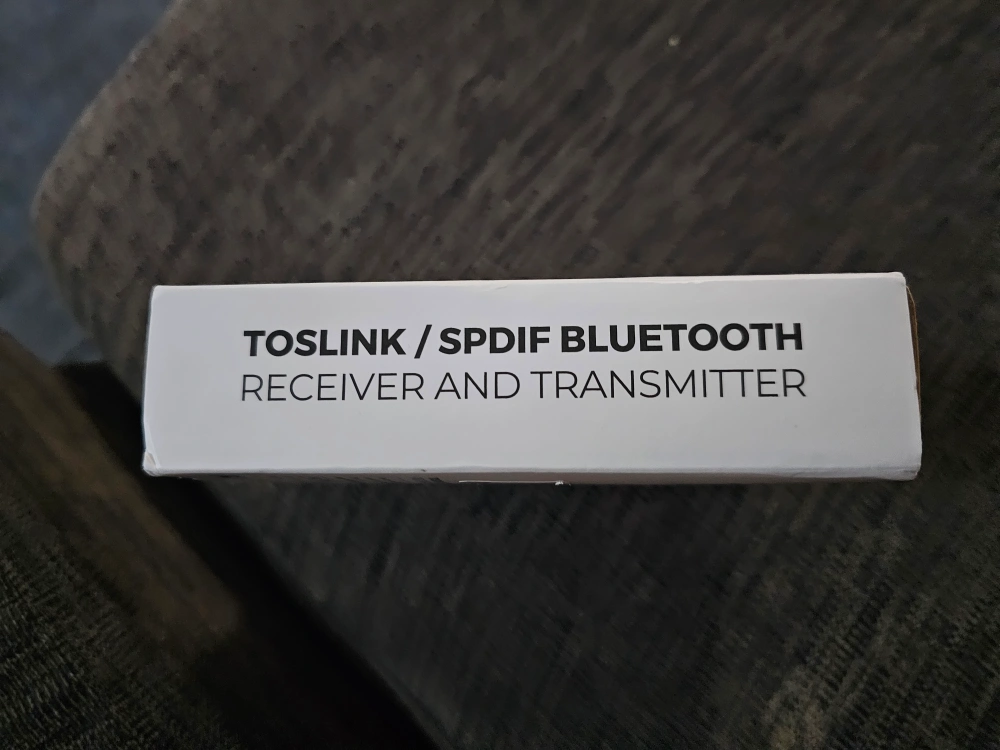 TOSLINK / SPDIF BLUETOOTH
RECEIVER AND TRANSMITTER